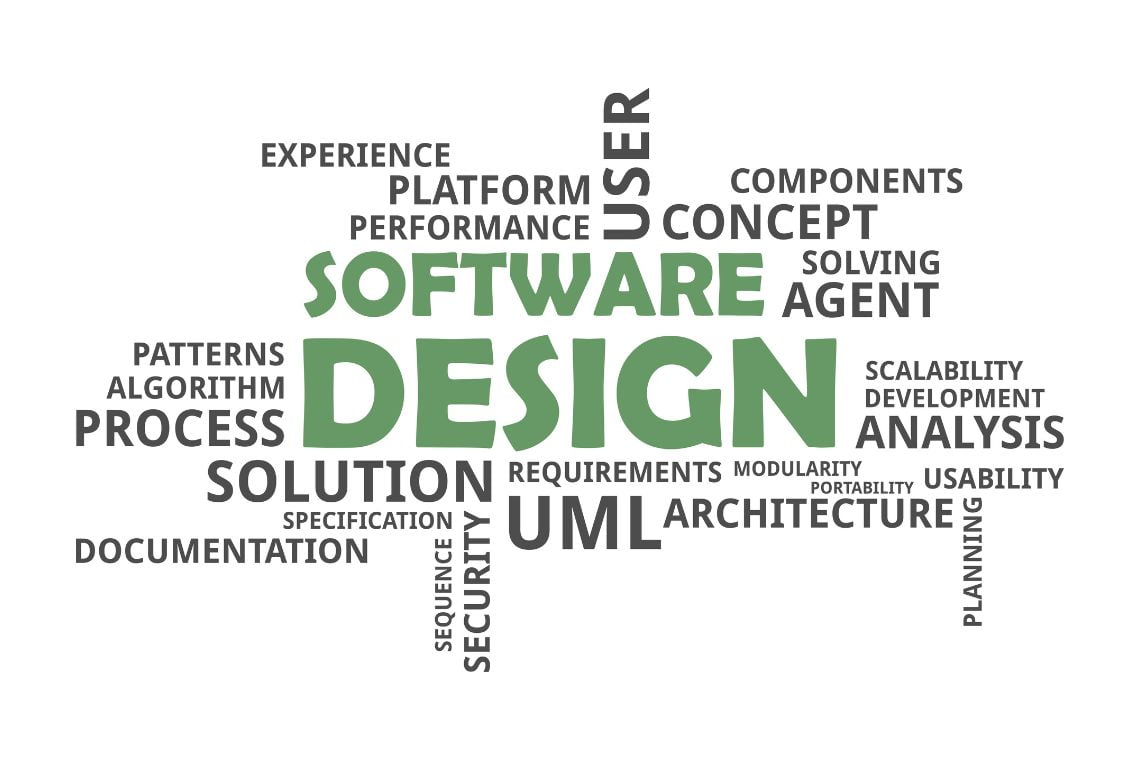 USER
EXPERIENCE
PLATFORM
COMPONENTS
PERFORMANCE
CONCEPT
SOFTWARE
SOLVING
AGENT
DESIGN
PATTERNS
ALGORITHM
PROCESS
SCALABILITY
DEVELOPMENT
ANALYSIS
SOLUTION
REQUIREMENTS
MODULARITY
PORTABILITY
USABILITY
SPECIFICATION
UML
ARCHITECTURE
DOCUMENTATION
SEQUENCE
SECURITY
PLANNING